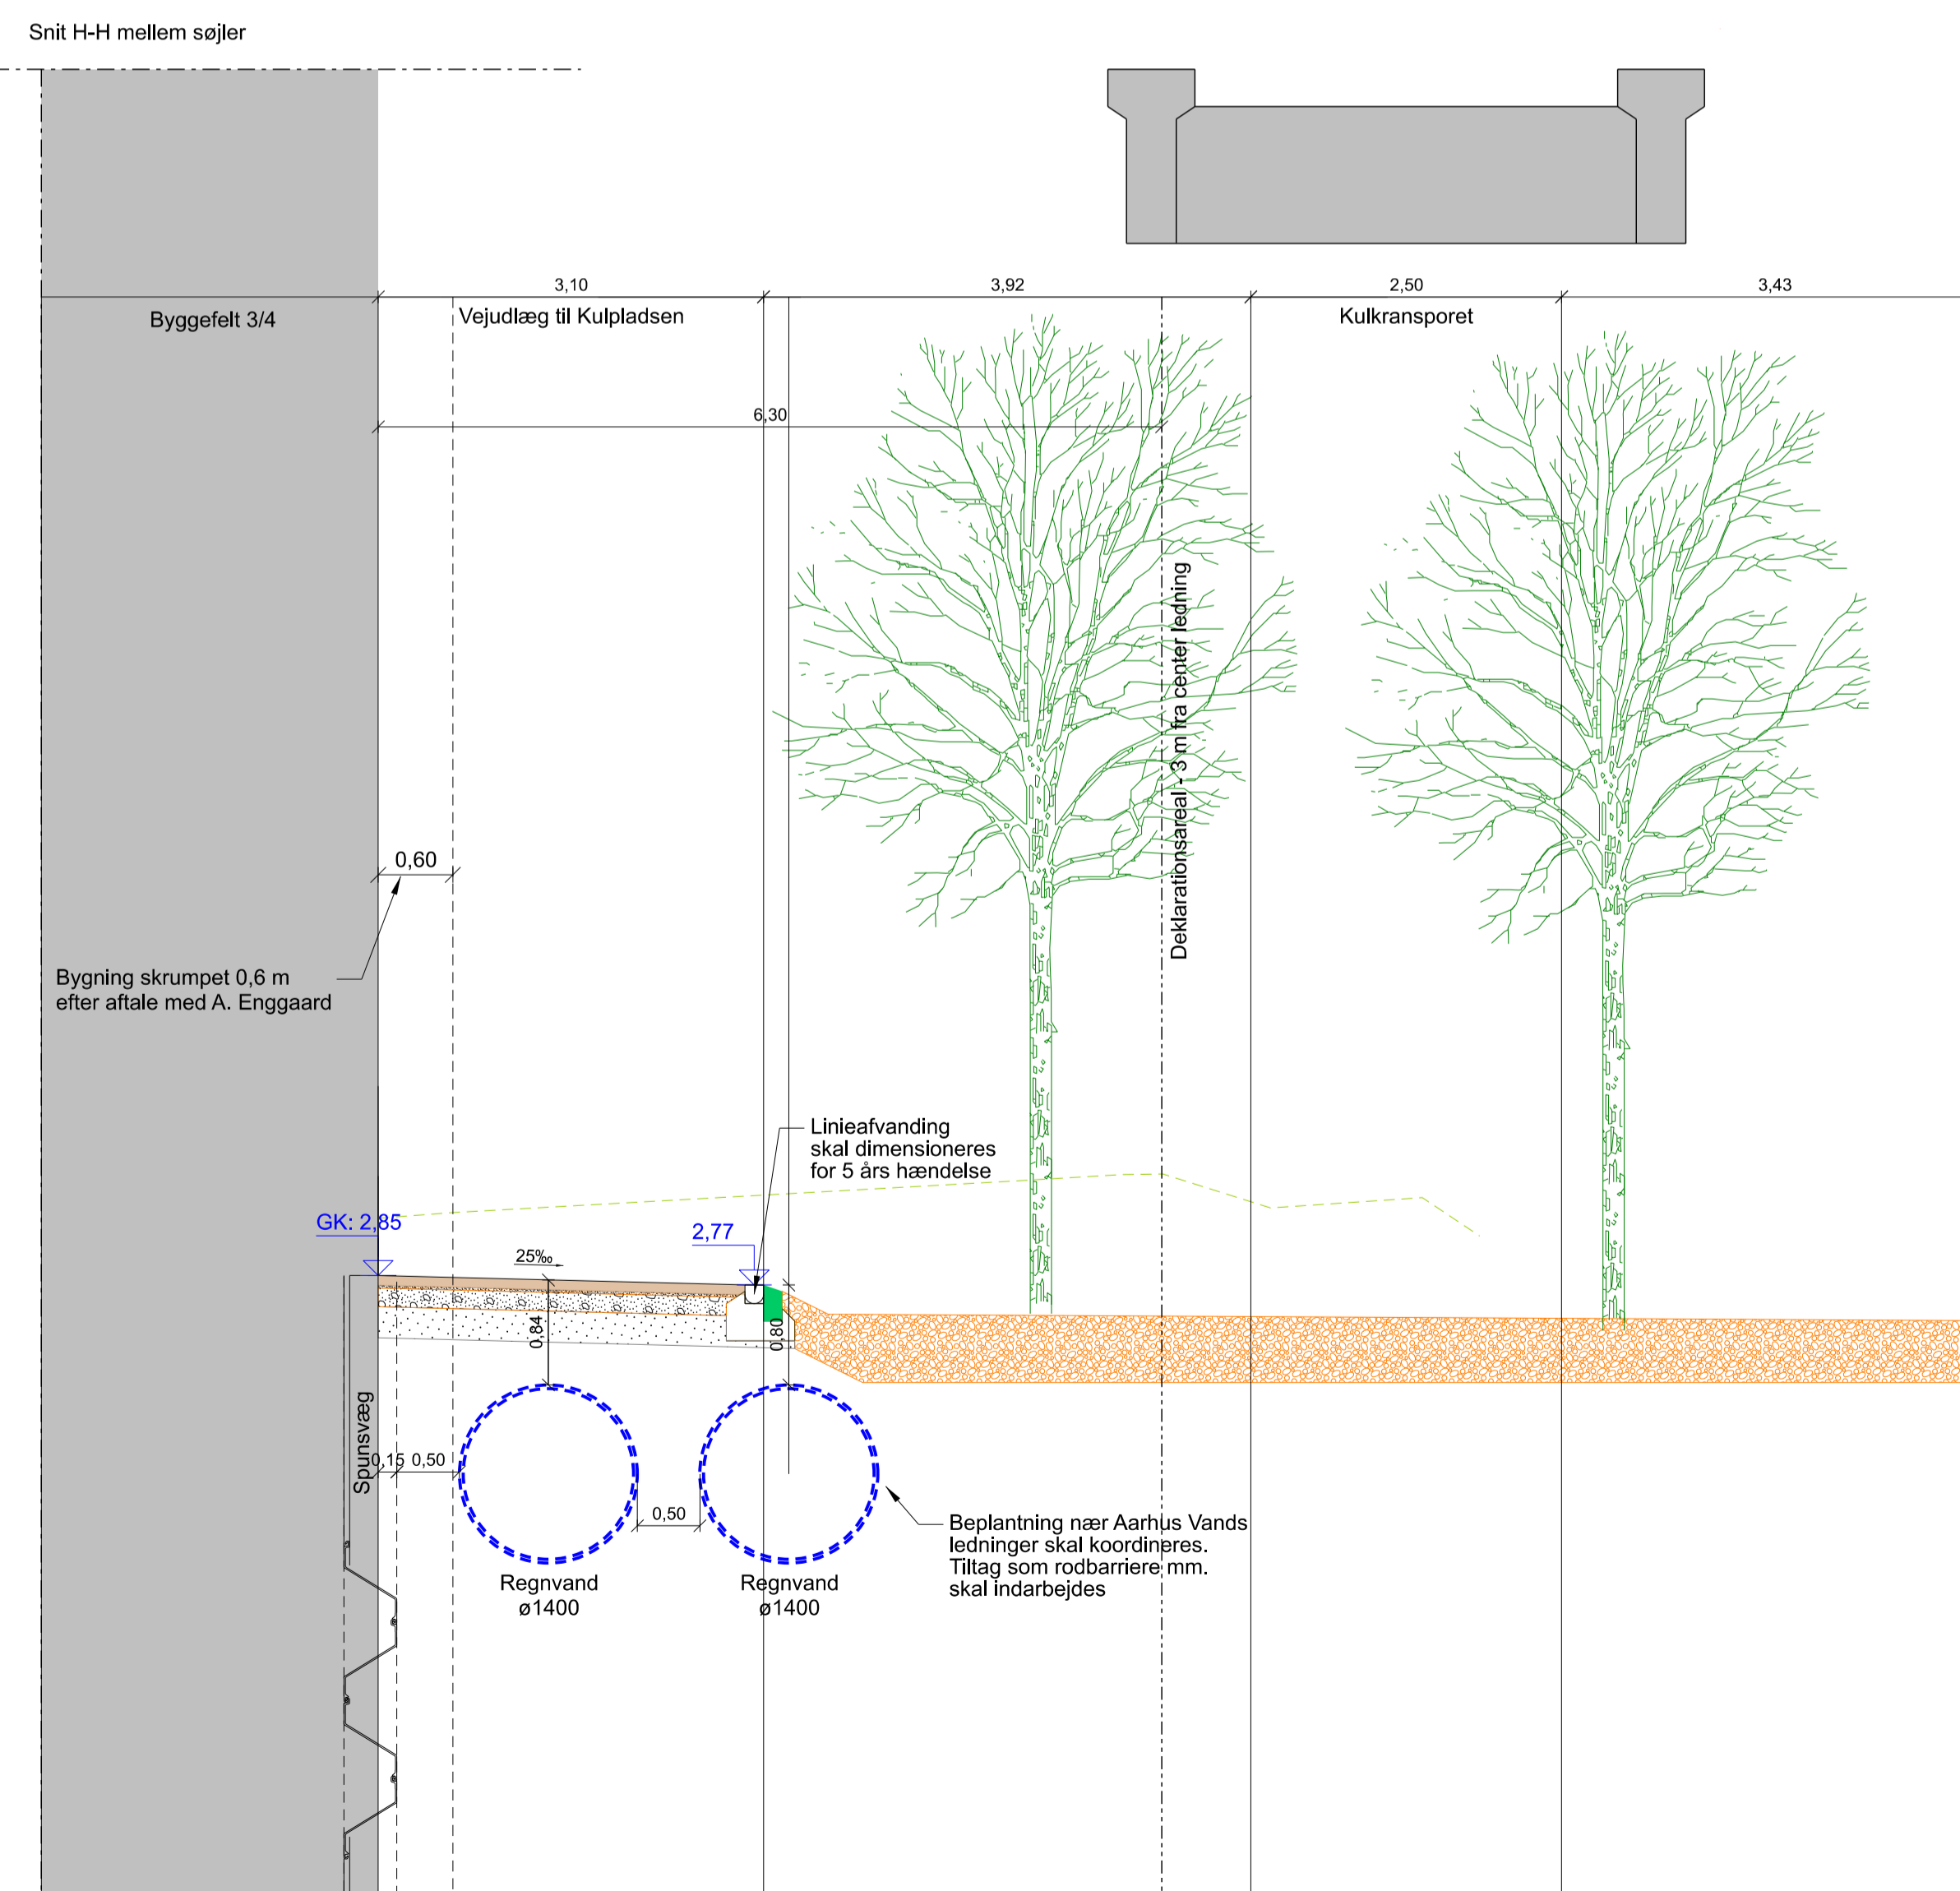 Snit H-H mellem søjler
3,10
3,92
2,50
3,43
Byggefelt 3/4
Vejudlæg til Kulpladsen
Kulkransporet
6,30
Deklarationsareal - 3 m fra center ledning
0,60
Bygning skrumpet 0,6 m
efter aftale med A. Enggaard
Linieafvanding
skal dimensioneres
for 5 års hændelse
GK: 2,85
2,77
25‰
0,84
0,80
Spunsvæg
0,15 0,50
0,50
Beplantning nær Aarhus Vands
ledninger skal koordineres.
Tiltag som rodbarriere mm.
skal indarbejdes
Regnvand
ø1400
Regnvand
ø1400